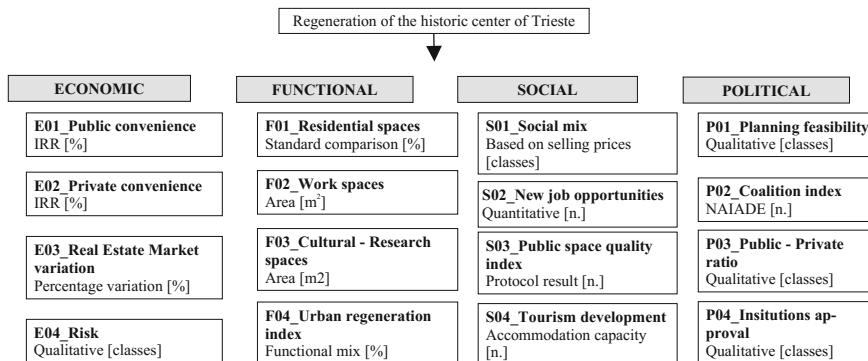 Regeneration of the historic center of Trieste
ECONOMIC
E01_Public convenience
IRR [%]
E02_Private convenience
IRR [%]
E03_Real Estate Market
variation
Percentage variation [%]
E04_Risk
Qualitative [classes]
FUNCTIONAL
F01_Residential spaces
Standard comparison [%]
F02_Work spaces
Area [m²]
F03_Cultural - Research
spaces
Area [m2]
F04_Urban regeneration
index
Functional mix [%]
SOCIAL
S01_Social mix
Based on selling prices
[classes]
S02_New job opportunities
Quantitative [n.]
S03_Public space quality
index
Protocol result [n.]
S04_Tourism development
Accommodation capacity
[n.]
POLITICAL
P01_Planning feasibility
Qualitative [classes]
P02_Coalition index
NAIADE [n.]
P03_Public - Private
ratio
Qualitative [classes]
P04_Insitutions ap-
proval
Qualitative [classes]